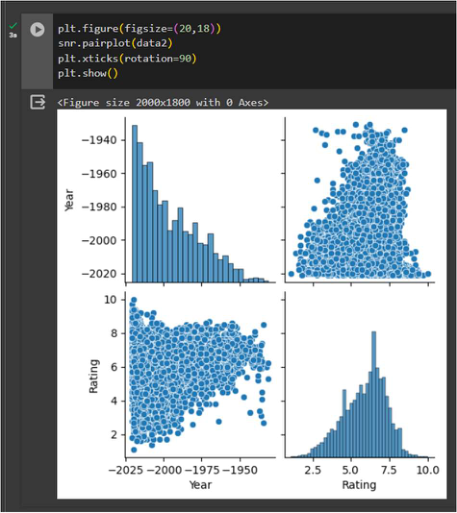 plt.figure(figsize=(20,18))
snr.pairplot(data2)
plt.xticks(rotation=90)
plt.show()
3s
<Figure size 2000x1800 with 0 Axes>
−1940
−1960
−1980
−2000
−2020
Year
10
8
6
4
2
Rating
−2025 −2000 −1975 −1950
Year
2.5 5.0 7.5 10.0
Rating